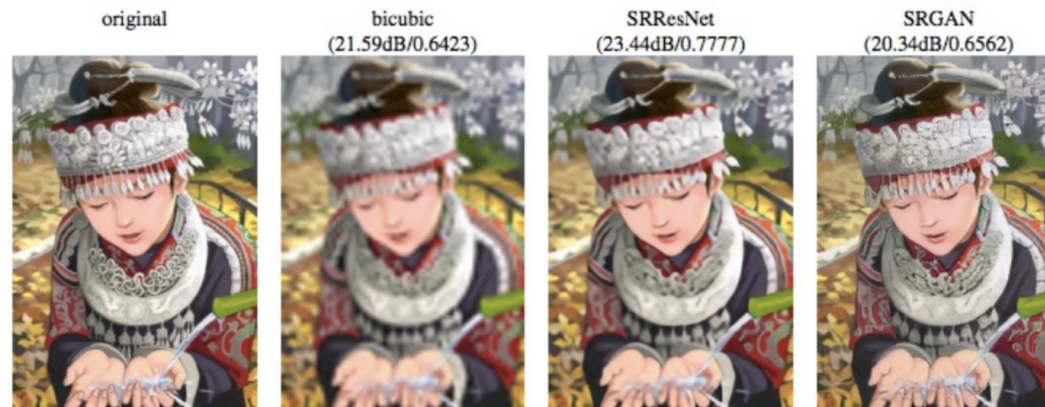 original
bicubic
(21.59dB/0.6423)
SRResNet
(23.44dB/0.7777)
SRGAN
(20.34dB/0.6562)